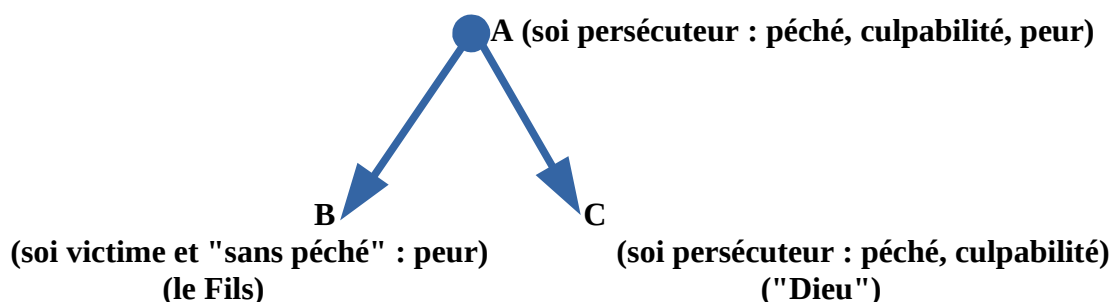 A (soi persécuteur : péché, culpabilité, peur)
B
C
(soi victime et "sans péché" : peur)
(soi persécuteur : péché, culpabilité)
(le Fils)
("Dieu")